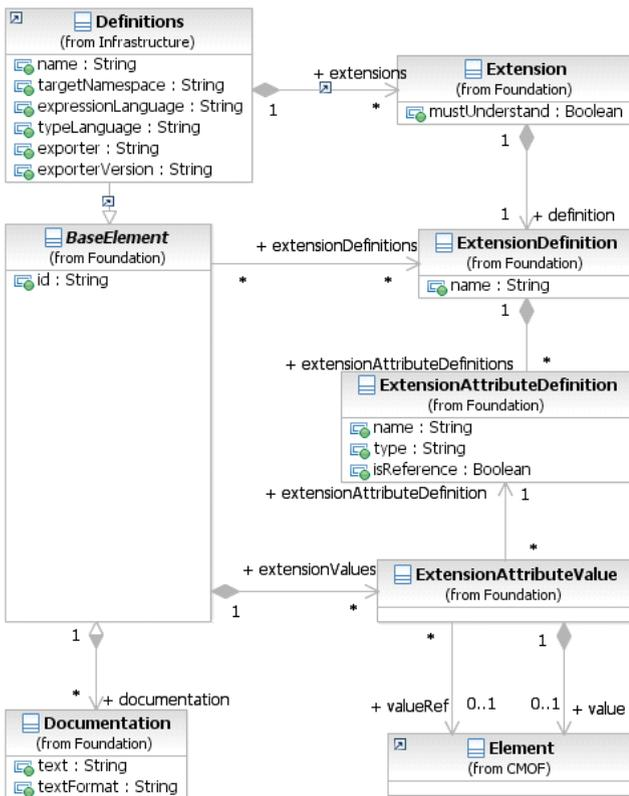 Definitions
(from Infrastructure)
name : String
targetNamespace : String
expressionLanguage : String
typeLanguage : String
exporter : String
exporterVersion : String
+ extensions
1
*
Extension
(from Foundation)
mustUnderstand : Boolean
1
1
+ definition
BaseElement
(from Foundation)
id : String
+ extensionDefinitions
*
*
ExtensionDefinition
(from Foundation)
name : String
1
+ extensionAttributeDefinitions
*
ExtensionAttributeDefinition
(from Foundation)
name : String
type : String
isReference : Boolean
+ extensionAttributeDefinition
1
*
+ extensionValues
1
*
ExtensionAttributeValue
(from Foundation)
1
*
+ documentation
*
1
+ valueRef
0..1
0..1
+ value
Documentation
(from Foundation)
text : String
textFormat : String
Element
(from CMOF)